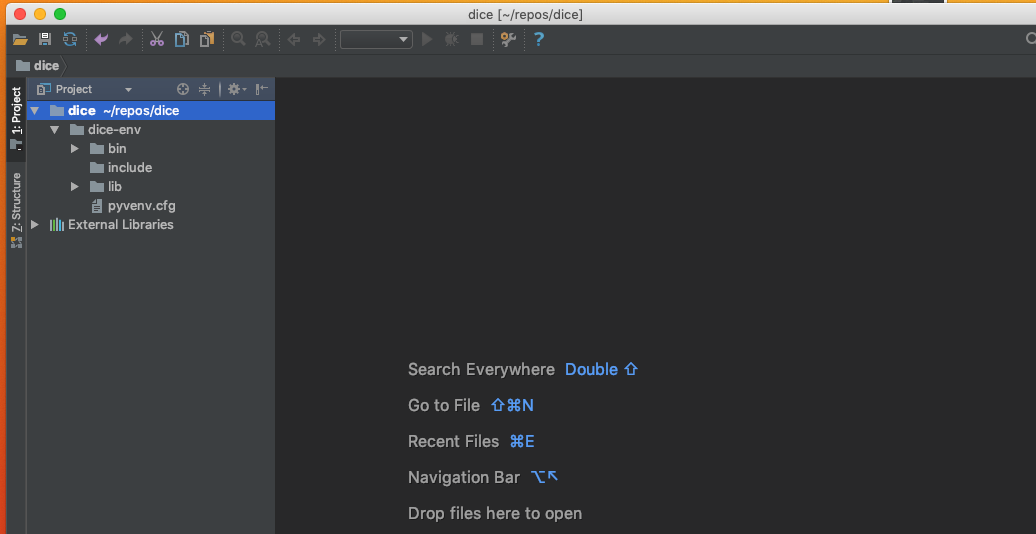 dice [~/repos/dice]
dice
1: Project
Project
dice ~/repos/dice
dice-env
bin
include
lib
pyvenv.cfg
External Libraries
7: Structure
Search Everywhere Double ⇧
Go to File ⇧⌘N
Recent Files ⌘E
Navigation Bar ⌥↖
Drop files here to open